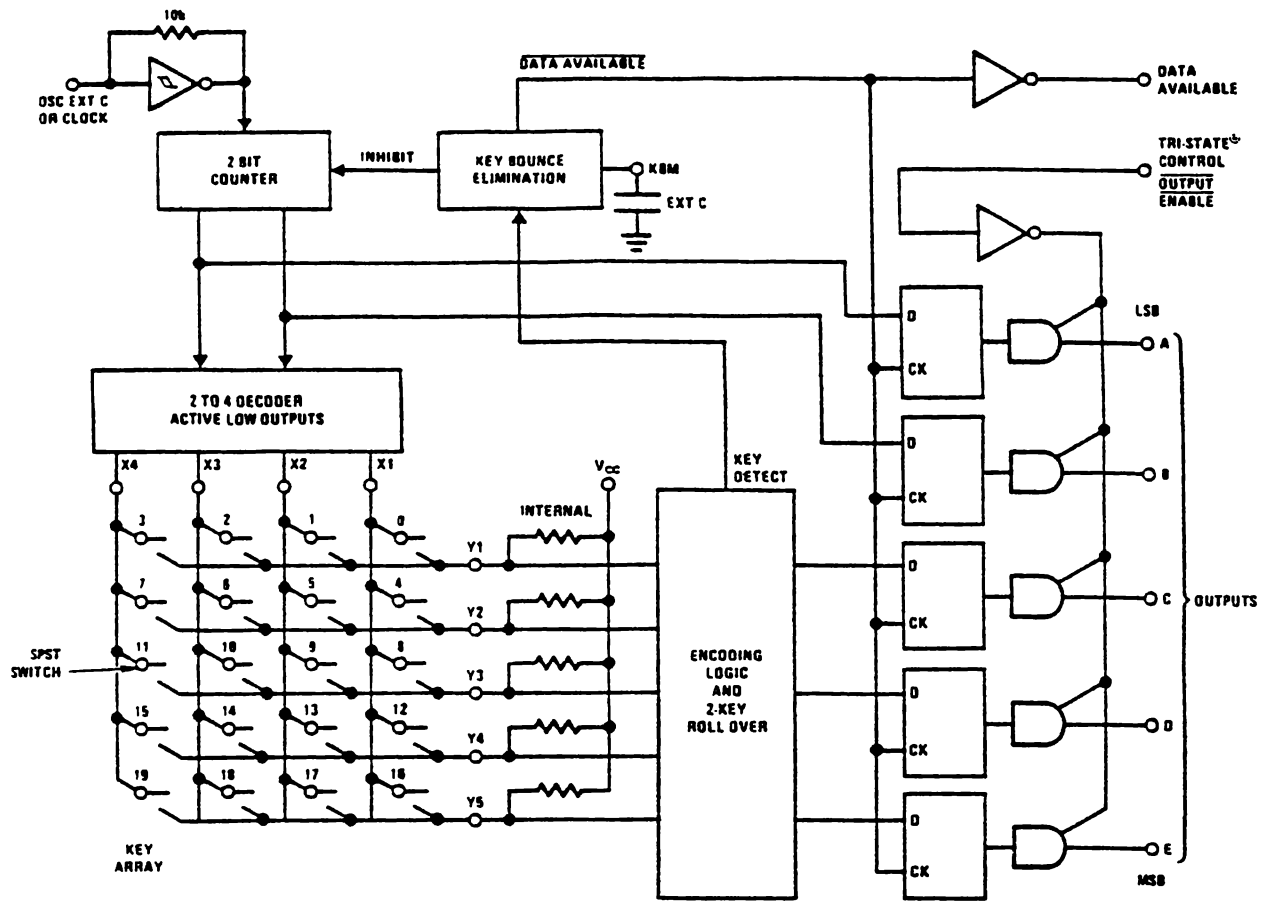 10k
OSC EXT C
OR CLOCK
DATA AVAILABLE
DATA
AVAILABLE
2 BIT
COUNTER
INHIBIT
KEY BOUNCE
ELIMINATION
KBM
EXT C
TRI-STATE
CONTROL
OUTPUT
ENABLE
2 TO 4 DECODER
ACTIVE LOW OUTPUTS
X4 X3 X2 X1
VCC
INTERNAL
KEY
DETECT
3 2 1 0 Y1
7 6 5 4 Y2
11 10 9 8 Y3
15 14 13 12 Y4
19 18 17 16 Y5
SPST
SWITCH
KEY
ARRAY
ENCODING
LOGIC
AND
2-KEY
ROLL OVER
D
CK
D
CK
D
CK
D
CK
D
CK
LSB
A
B
C
D
E
MSB
OUTPUTS